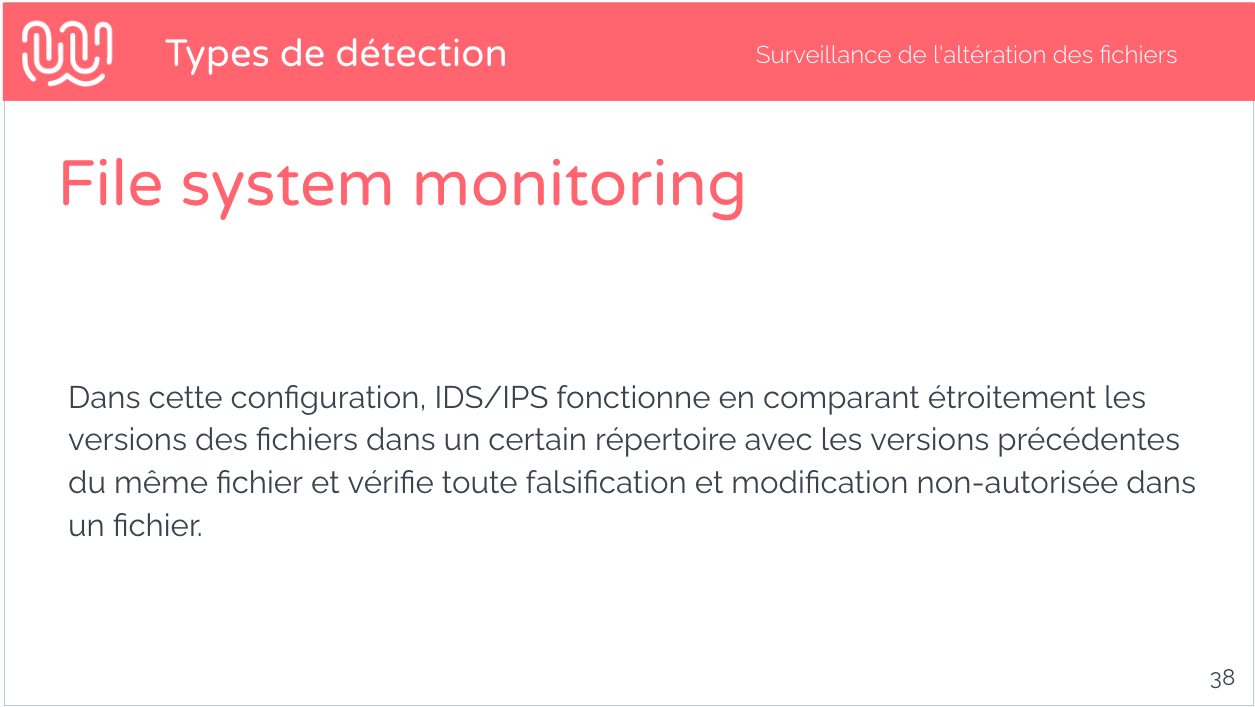 Types de détection
Surveillance de l'altération des fichiers
File system monitoring
Dans cette configuration, IDS/IPS fonctionne en comparant étroitement les
versions des fichiers dans un certain répertoire avec les versions précédentes
du même fichier et vérifie toute falsification et modification non-autorisée dans
un fichier.
38